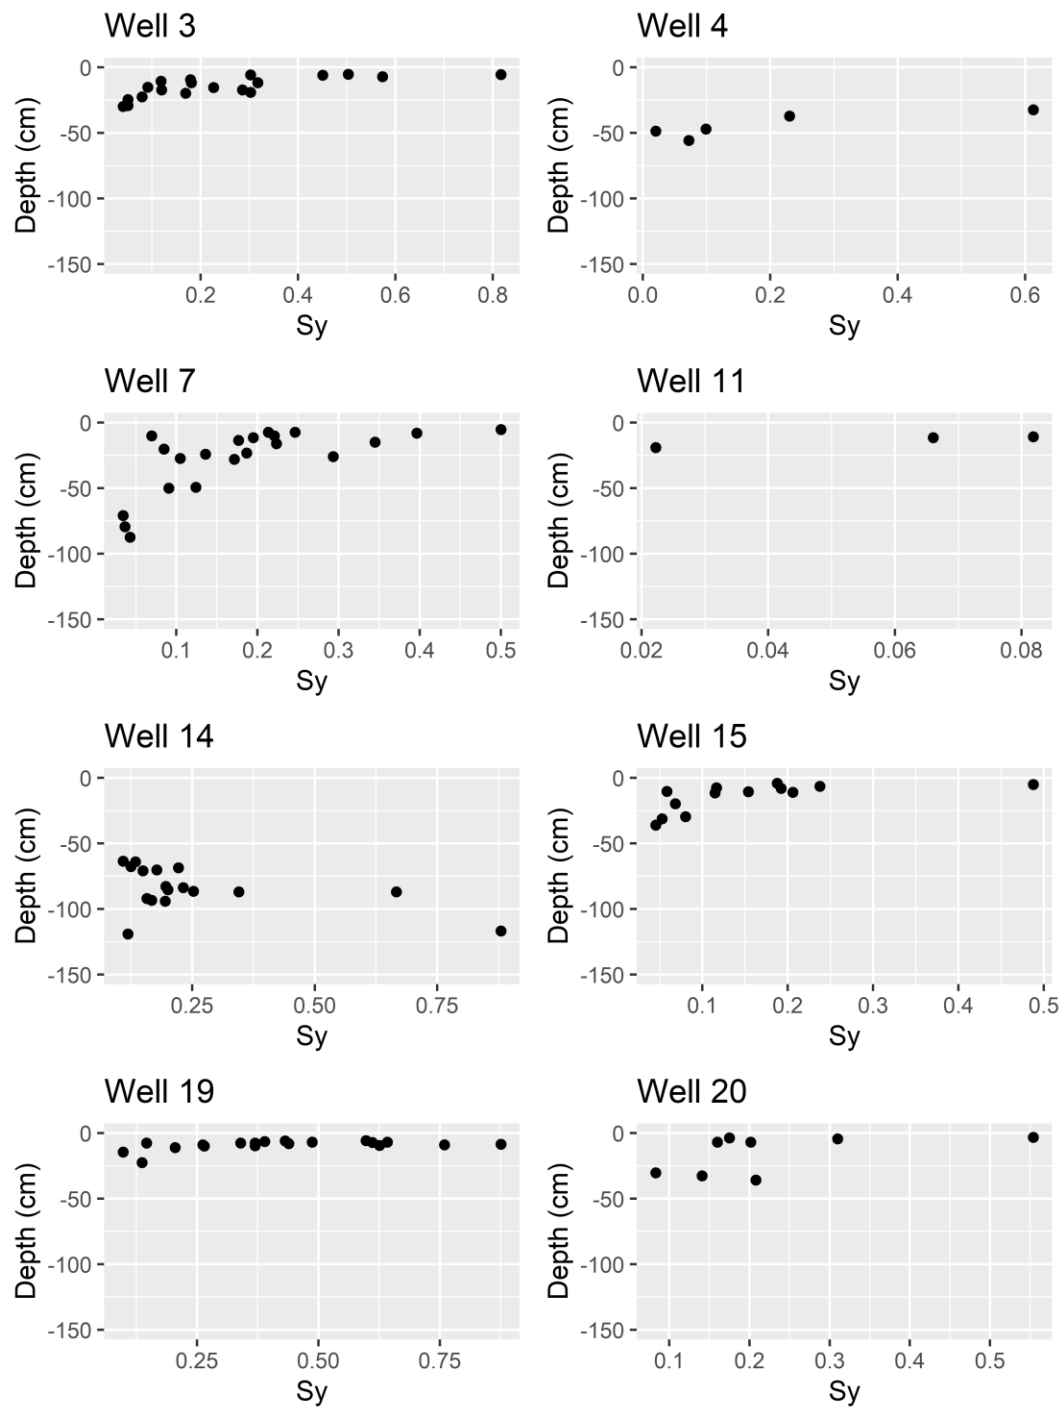 Well 3
Well 4
0
-50
-100
-150
Depth (cm)
0.2 0.4 0.6 0.8
Sy
0
-50
-100
-150
Depth (cm)
0.0 0.2 0.4 0.6
Sy
Well 7
Well 11
0
-50
-100
-150
Depth (cm)
0.1 0.2 0.3 0.4 0.5
Sy
0
-50
-100
-150
Depth (cm)
0.02 0.04 0.06 0.08
Sy
Well 14
Well 15
0
-50
-100
-150
Depth (cm)
0.25 0.50 0.75
Sy
0
-50
-100
-150
Depth (cm)
0.1 0.2 0.3 0.4 0.5
Sy
Well 19
Well 20
0
-50
-100
-150
Depth (cm)
0.25 0.50 0.75
Sy
0
-50
-100
-150
Depth (cm)
0.1 0.2 0.3 0.4 0.5
Sy